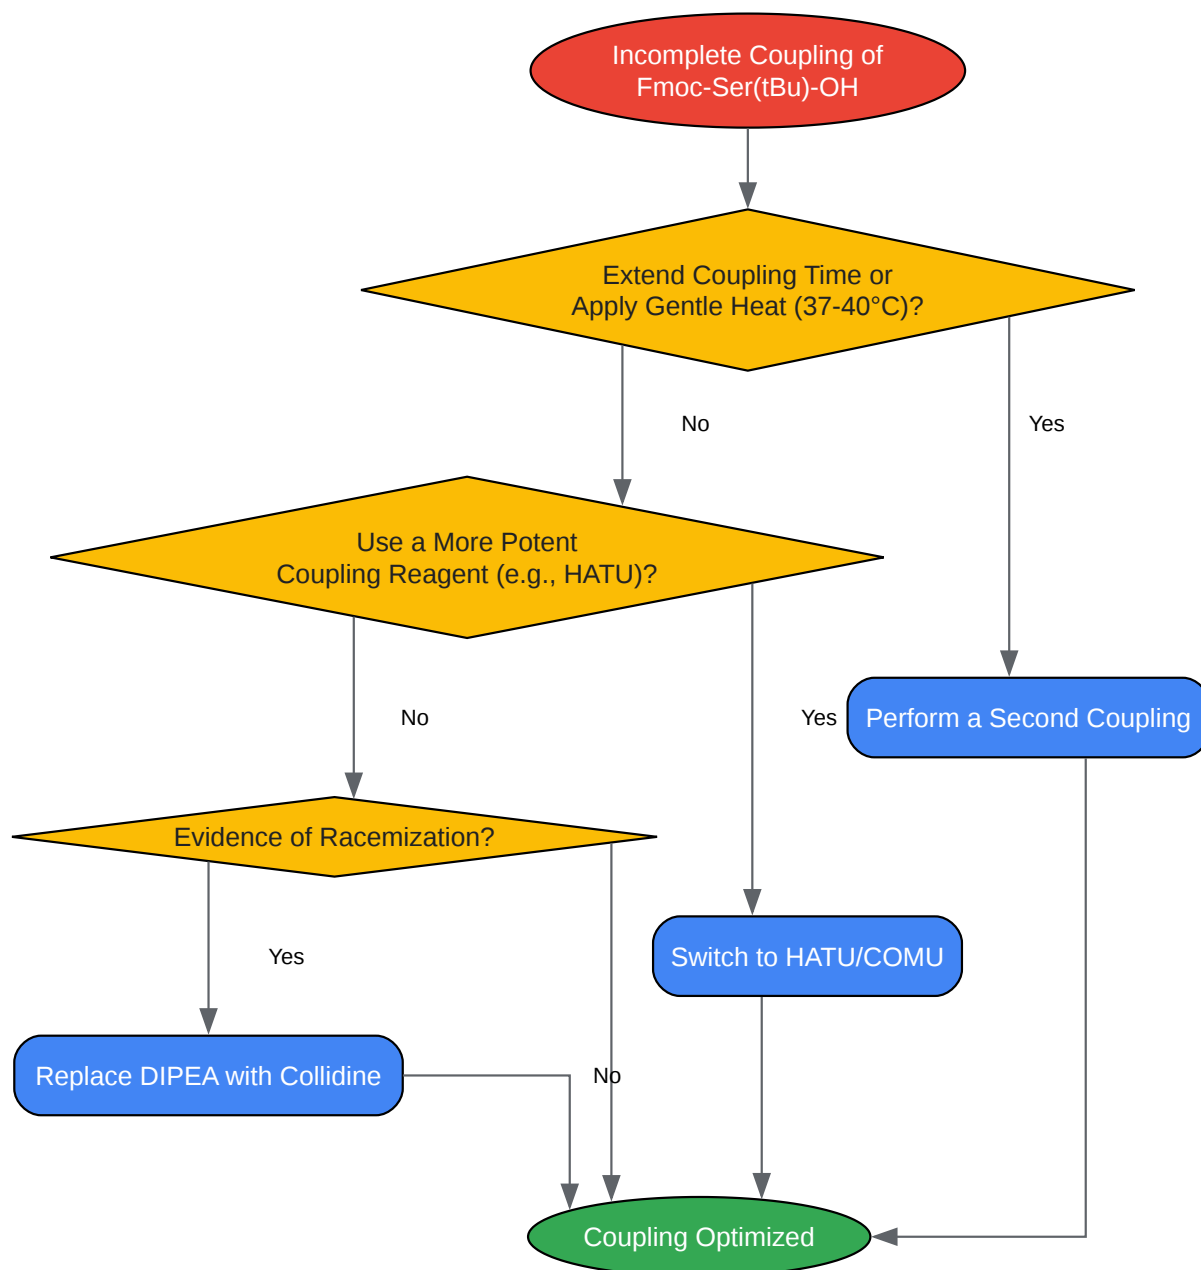 Incomplete Coupling of
Fmoc-Ser(tBu)-OH
Extend Coupling Time or
Apply Gentle Heat (37-40°C)?
No
Yes
Use a More Potent
Coupling Reagent (e.g., HATU)?
No
Yes
Perform a Second Coupling
Evidence of Racemization?
Yes
Switch to HATU/COMU
Replace DIPEA with Collidine
No
Coupling Optimized